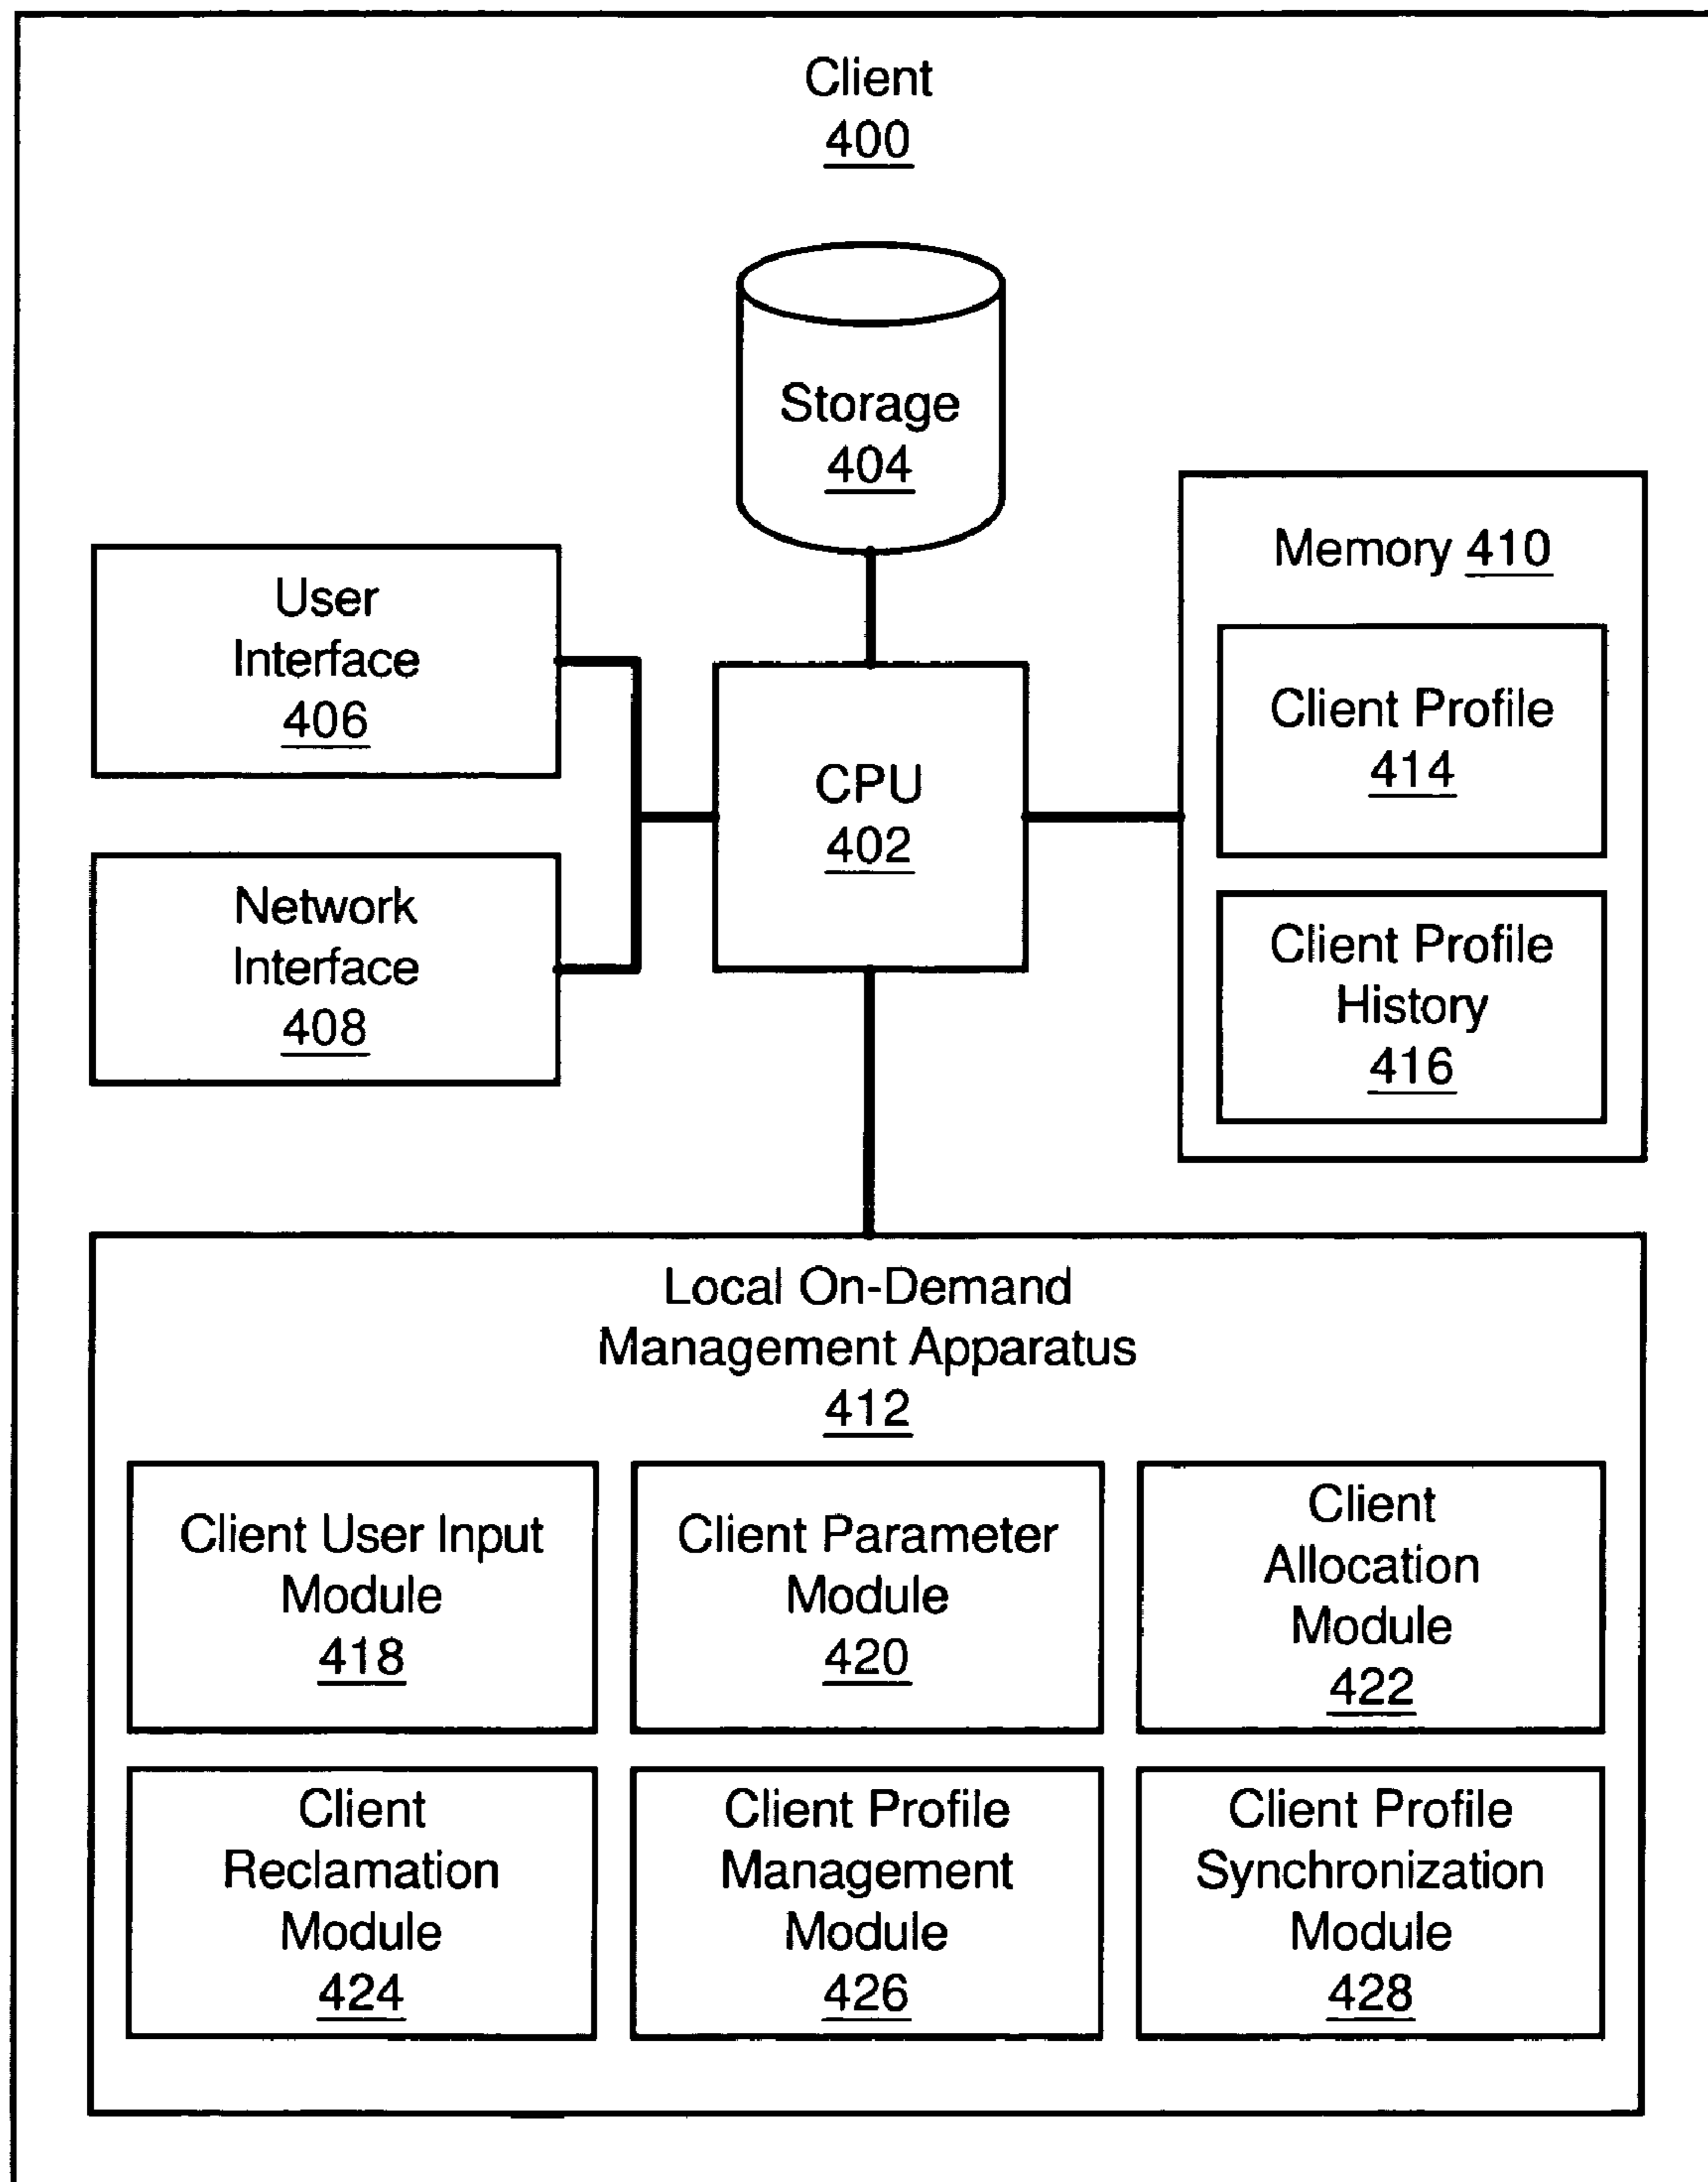 Client
400
Storage
404
User
Interface
406
Network
Interface
408
CPU
402
Memory 410
Client Profile
414
Client Profile
History
416
Local On-Demand
Management Apparatus
412
Client User Input
Module
418
Client Parameter
Module
420
Client
Allocation
Module
422
Client
Reclamation
Module
424
Client Profile
Management
Module
426
Client Profile
Synchronization
Module
428